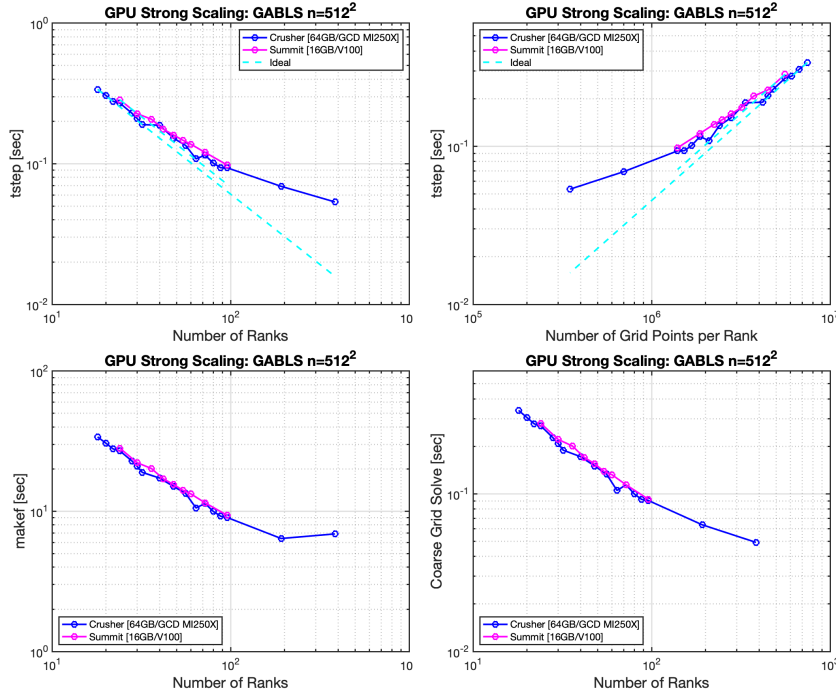 GPU Strong Scaling: GABLS n=512²
10⁰
10⁻¹
10⁻²
tstep [sec]
Crusher [64GB/GCD MI250X]
Summit [16GB/V100]
Ideal
10¹
10²
10
Number of Ranks
GPU Strong Scaling: GABLS n=512²
10⁻¹
10⁻²
tstep [sec]
Crusher [64GB/GCD MI250X]
Summit [16GB/V100]
Ideal
10⁵
10⁶
10⁷
Number of Grid Points per Rank
GPU Strong Scaling: GABLS n=512²
10²
10¹
10⁰
makef [sec]
Crusher [64GB/GCD MI250X]
Summit [16GB/V100]
10¹
10²
10
Number of Ranks
GPU Strong Scaling: GABLS n=512²
10⁻¹
10⁻²
Coarse Grid Solve [sec]
Crusher [64GB/GCD MI250X]
Summit [16GB/V100]
10¹
10²
Number of Ranks